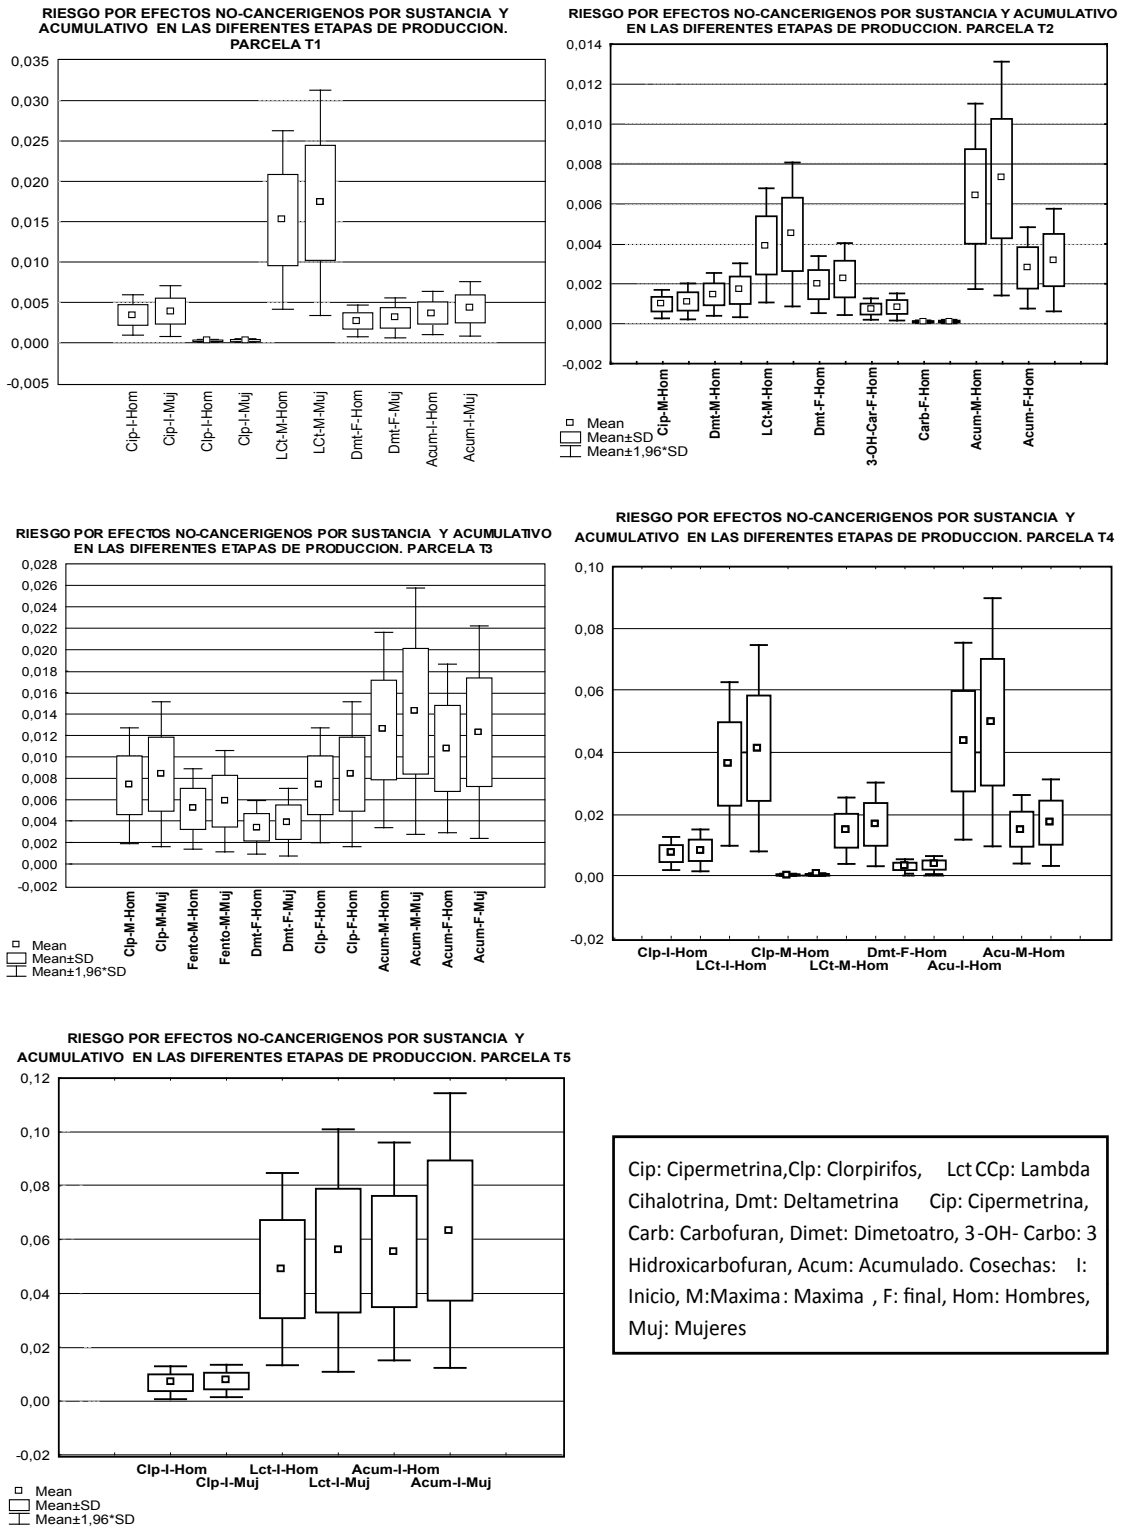 RIESGO POR EFECTOS NO-CANCERIGENOS POR SUSTANCIA Y
ACUMULATIVO EN LAS DIFERENTES ETAPAS DE PRODUCCION.
PARCELA T1
0,035
0,030
0,025
0,020
0,015
0,010
0,005
0,000
-0,005
Cip-I-Hom
Cip-I-Muj
Clp-I-Hom
Clp-I-Muj
LCt-M-Hom
LCt-M-Muj
Dmt-F-Hom
Dmt-F-Muj
Acum-I-Hom
Acum-I-Muj
RIESGO POR EFECTOS NO-CANCERIGENOS POR SUSTANCIA Y ACUMULATIVO
EN LAS DIFERENTES ETAPAS DE PRODUCCION. PARCELA T2
0,014
0,012
0,010
0,008
0,006
0,004
0,002
0,000
-0,002
Clp-M-Hom
Dmt-M-Hom
LCt-M-Hom
Dmt-F-Hom
3-OH-Car-F-Hom
Carb-F-Hom
Acum-M-Hom
Acum-F-Hom
Mean
Mean±SD
Mean±1,96*SD
RIESGO POR EFECTOS NO-CANCERIGENOS POR SUSTANCIA Y ACUMULATIVO
EN LAS DIFERENTES ETAPAS DE PRODUCCION. PARCELA T3
0,028
0,026
0,024
0,022
0,020
0,018
0,016
0,014
0,012
0,010
0,008
0,006
0,004
0,002
0,000
-0,002
Clp-M-Hom
Clp-M-Muj
Fento-M-Hom
Fento-M-Muj
Dmt-F-Hom
Dmt-F-Muj
Clp-F-Hom
Clp-F-Hom
Acum-M-Hom
Acum-M-Muj
Acum-F-Hom
Acum-F-Muj
Mean
Mean±SD
Mean±1,96*SD
RIESGO POR EFECTOS NO-CANCERIGENOS POR SUSTANCIA Y
ACUMULATIVO EN LAS DIFERENTES ETAPAS DE PRODUCCION. PARCELA T4
0,10
0,08
0,06
0,04
0,02
0,00
-0,02
Clp-I-Hom Clp-M-Hom Dmt-F-Hom Acu-M-Hom
LCt-I-Hom LCt-M-Hom Acu-I-Hom
RIESGO POR EFECTOS NO-CANCERIGENOS POR SUSTANCIA Y
ACUMULATIVO EN LAS DIFERENTES ETAPAS DE PRODUCCION. PARCELA T5
0,12
0,10
0,08
0,06
0,04
0,02
0,00
-0,02
Clp-I-Hom Lct-I-Hom Acum-I-Hom
Clp-I-Muj Lct-I-Muj Acum-I-Muj
Mean
Mean±SD
Mean±1,96*SD
Cip: Cipermetrina,Clp: Clorpirifos, Lct CCp: Lambda
Cihalotrina, Dmt: Deltametrina Cip: Cipermetrina,
Carb: Carbofuran, Dimet: Dimetoatro, 3-OH- Carbo: 3
Hidroxicarbofuran, Acum: Acumulado. Cosechas: I:
Inicio, M:Maxima: Maxima , F: final, Hom: Hombres,
Muj: Mujeres